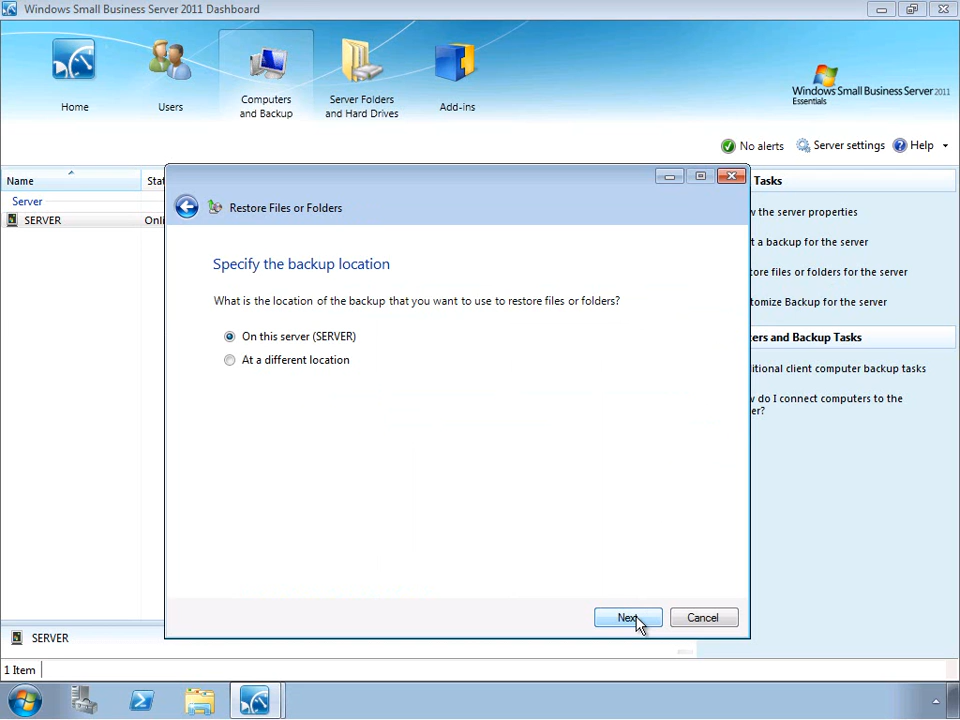 Windows Small Business Server 2011 Dashboard
Home
Users
Computers
and Backup
Server Folders
and Hard Drives
Add-ins
Windows Small Business Server 2011
Essentials
No alerts
Server settings
Help
Name
Server
SERVER
Restore Files or Folders
Specify the backup location
What is the location of the backup that you want to use to restore files or folders?
On this server (SERVER)
At a different location
Next
Cancel
Tasks
w the server properties
t a backup for the server
tore files or folders for the server
tomize Backup for the server
ters and Backup Tasks
itional client computer backup tasks
w do I connect computers to the
er?
SERVER
1 Item